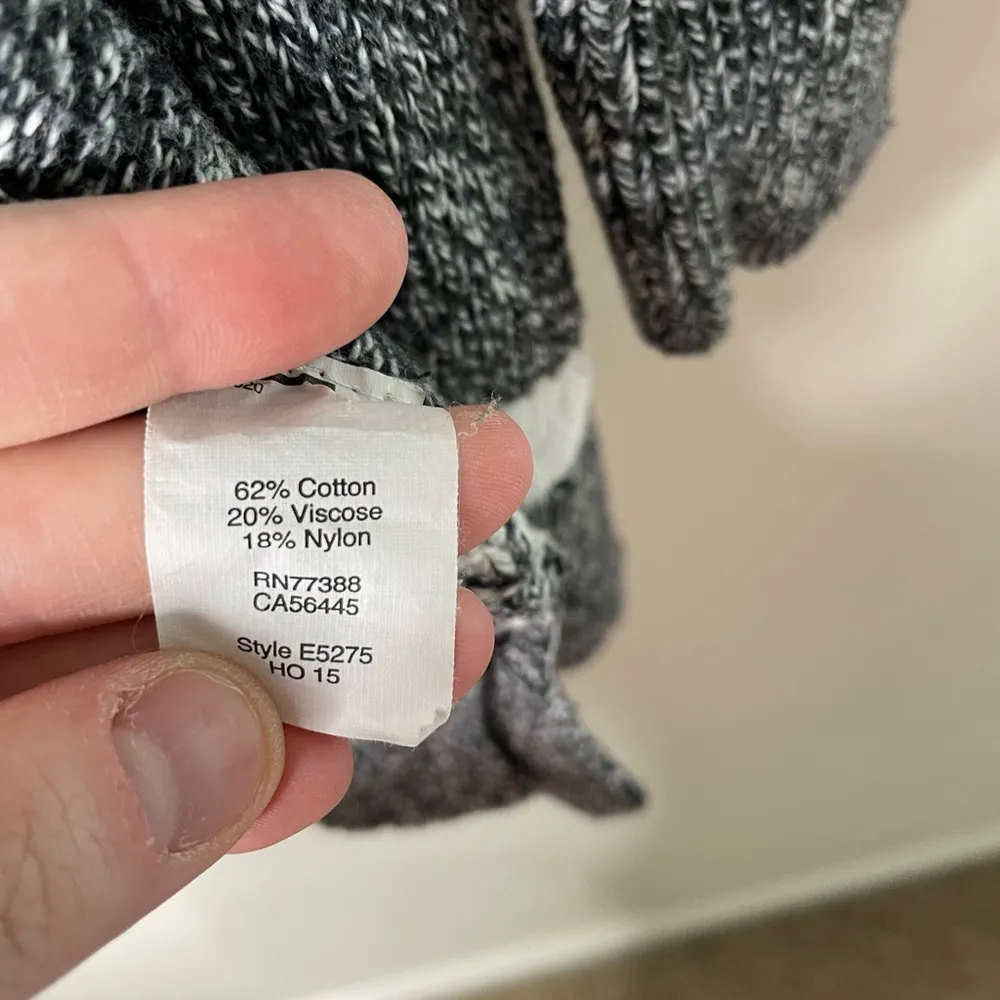 62% Cotton
20% Viscose
18% Nylon
RN77388
CA56445
Style E5275
HO 15